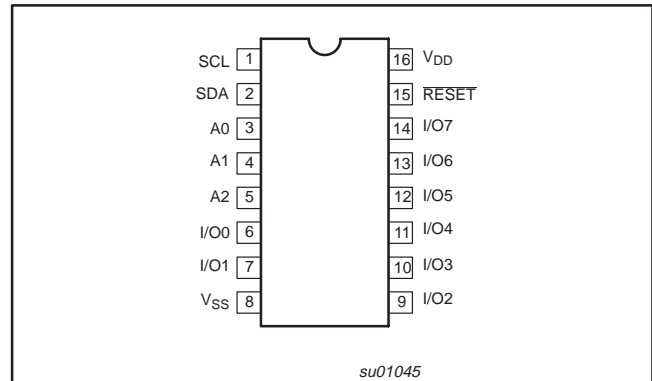 SCL 1 16 VDD
SDA 2 15 RESET
A0 3 14 I/O7
A1 4 13 I/O6
A2 5 12 I/O5
I/O0 6 11 I/O4
I/O1 7 10 I/O3
VSS 8 9 I/O2
su01045